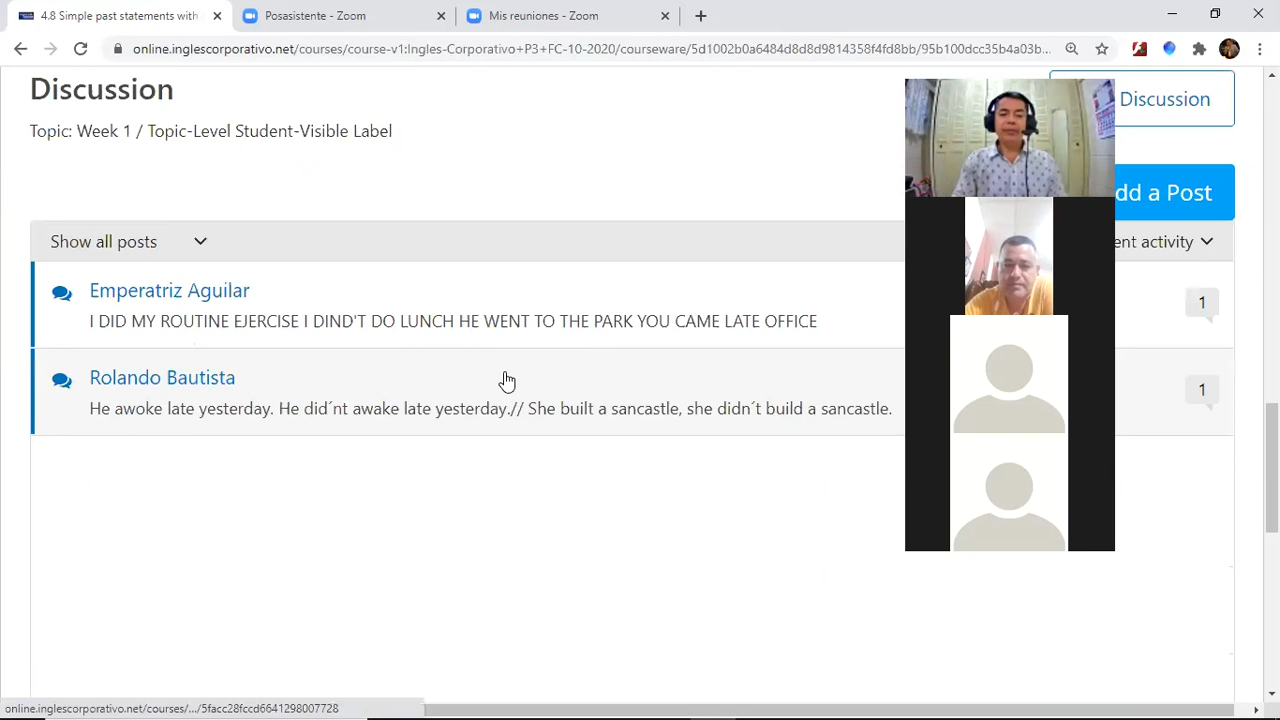 4.8 Simple past statements with
Posasistente - Zoom
Mis reuniones - Zoom
online.inglescorporativo.net/courses/course-v1:Ingles-Corporativo+P3+FC-10-2020/courseware/
Discussion
Discussion
Topic: Week 1 / Topic-Level Student-Visible Label
dd a Post
Show all posts
ent activity
Emperatriz Aguilar
I DID MY ROUTINE EJERCISE I DIND'T DO LUNCH HE WENT TO THE PARK YOU CAME LATE OFFICE
1
Rolando Bautista
He awoke late yesterday. He did´nt awake late yesterday.// She built a sancastle, she didn´t build a sancastle.
1
online.inglescorporativo.net/courses/.../5facc28fccd6641298007728